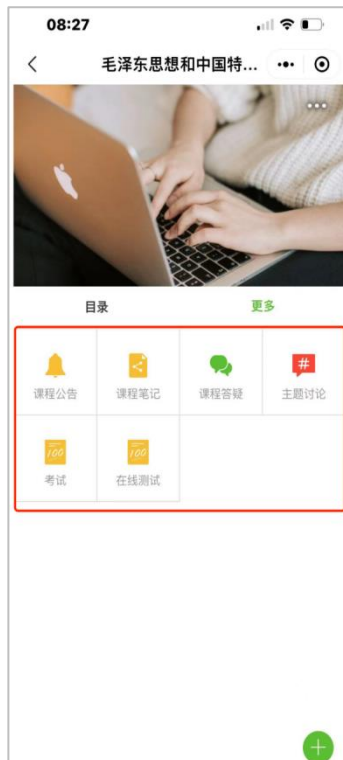 08:27
毛泽东思想和中国特...
目录 更多
课程公告 课程笔记 课程答疑 主题讨论
100 100
考试 在线测试